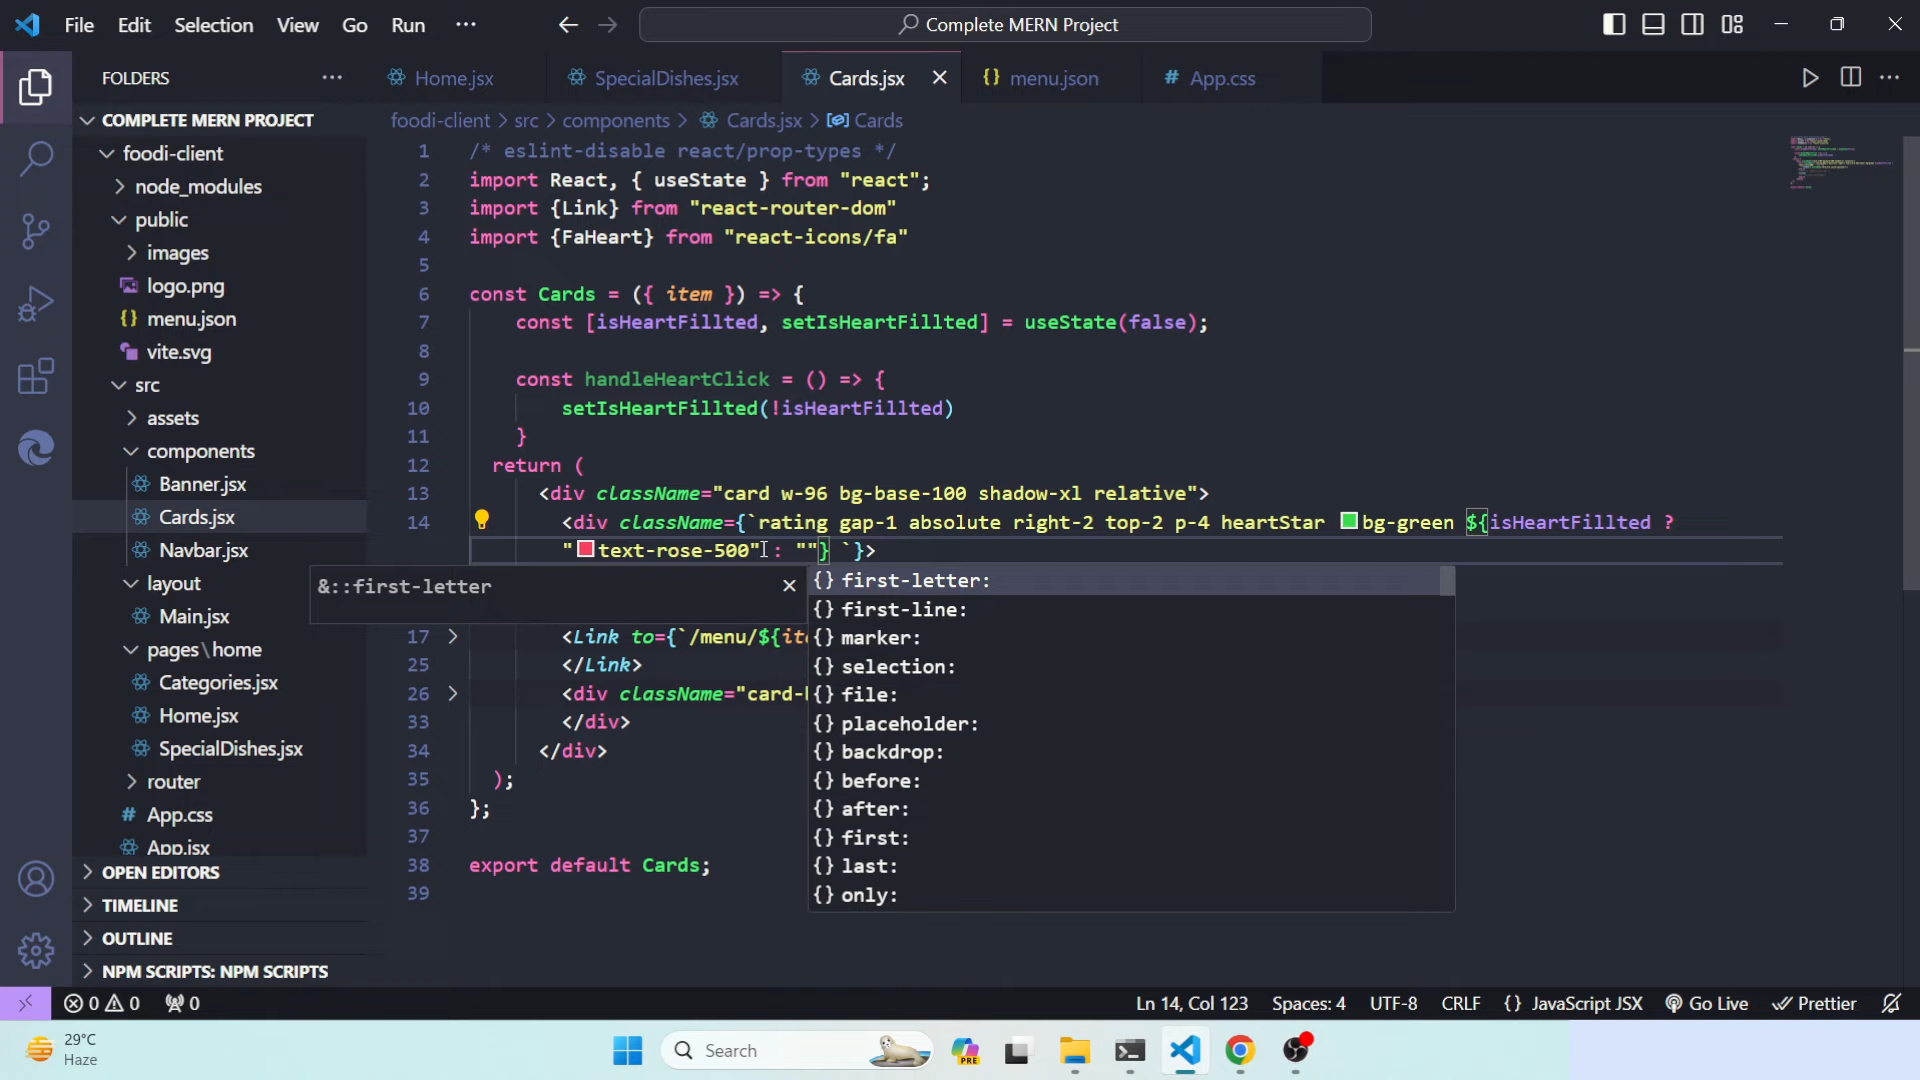 File Edit Selection View Go Run ···
Complete MERN Project
FOLDERS ···
Home.jsx
SpecialDishes.jsx
Cards.jsx
menu.json
App.css
foodi-client > src > components > Cards.jsx > Cards
COMPLETE MERN PROJECT
foodi-client
node_modules
public
images
logo.png
menu.json
vite.svg
src
assets
components
Banner.jsx
Cards.jsx
Navbar.jsx
layout
Main.jsx
pages\home
Categories.jsx
Home.jsx
SpecialDishes.jsx
router
App.css
App.jsx
OPEN EDITORS
TIMELINE
OUTLINE
NPM SCRIPTS: NPM SCRIPTS
1 /* eslint-disable react/prop-types */
2 import React, { useState } from "react";
3 import {Link} from "react-router-dom"
4 import {FaHeart} from "react-icons/fa"
5
6 const Cards = ({ item }) => {
7 const [isHeartFillted, setIsHeartFillted] = useState(false);
8
9 const handleHeartClick = () => {
10 setIsHeartFillted(!isHeartFillted)
11 }
12 return (
13 <div className="card w-96 bg-base-100 shadow-xl relative">
14 <div className={`rating gap-1 absolute right-2 top-2 p-4 heartStar bg-green ${isHeartFillted ?
"text-rose-500" : ""} `}>
&::first-letter
{} first-letter:
{} first-line:
{} marker:
{} selection:
{} file:
{} placeholder:
{} backdrop:
{} before:
{} after:
{} first:
{} last:
{} only:
17 <Link to={`/menu/${ite
25 </Link>
26 <div className="card-b
33 </div>
34 </div>
35 );
36 };
37
38 export default Cards;
39
0 0 0
Ln 14, Col 123 Spaces: 4 UTF-8 CRLF {} JavaScript JSX Go Live Prettier
29°C
Haze
Search
PRE